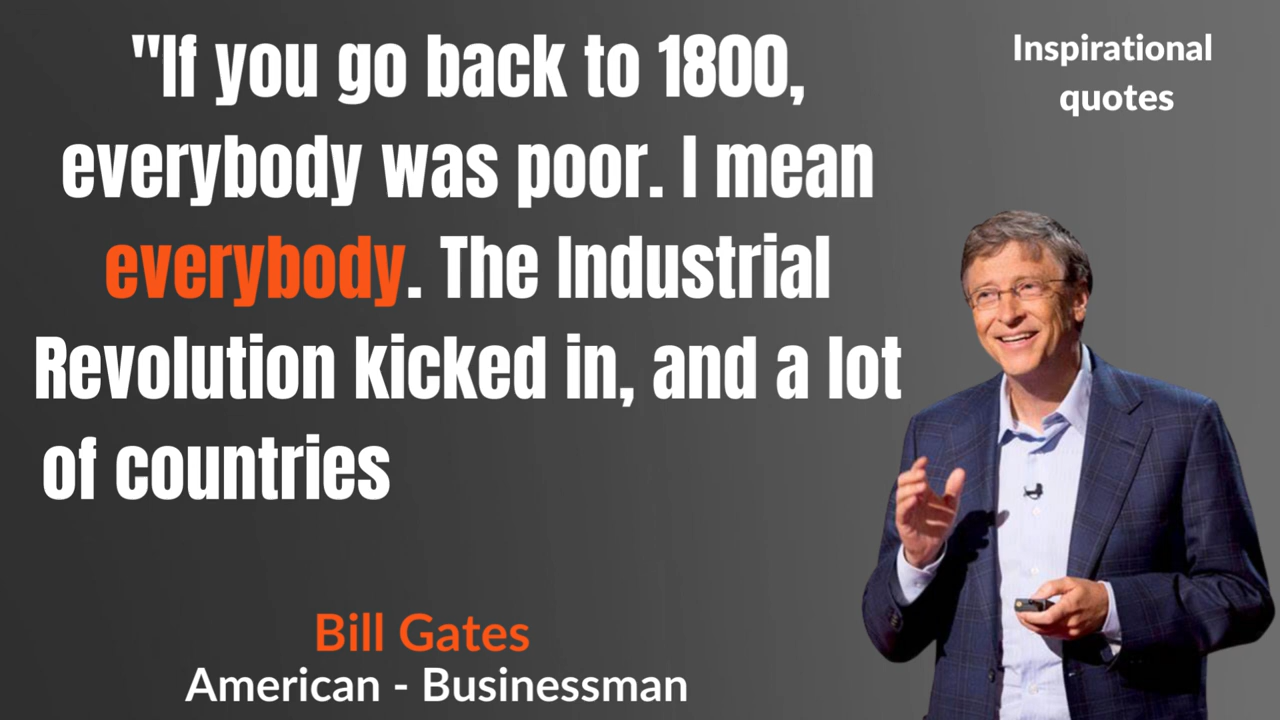 "If you go back to 1800,
everybody was poor. I mean
everybody. The Industrial
Revolution kicked in, and a lot
of countries
Inspirational
quotes
Bill Gates
American - Businessman